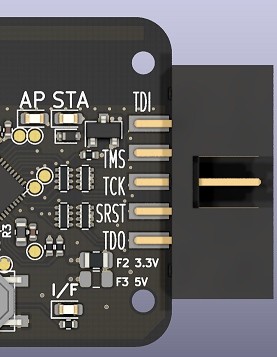 AP STA
TDI
TMS
TCK
SRST
TDO
R3
F2 3.3V
F3 5V
I/F